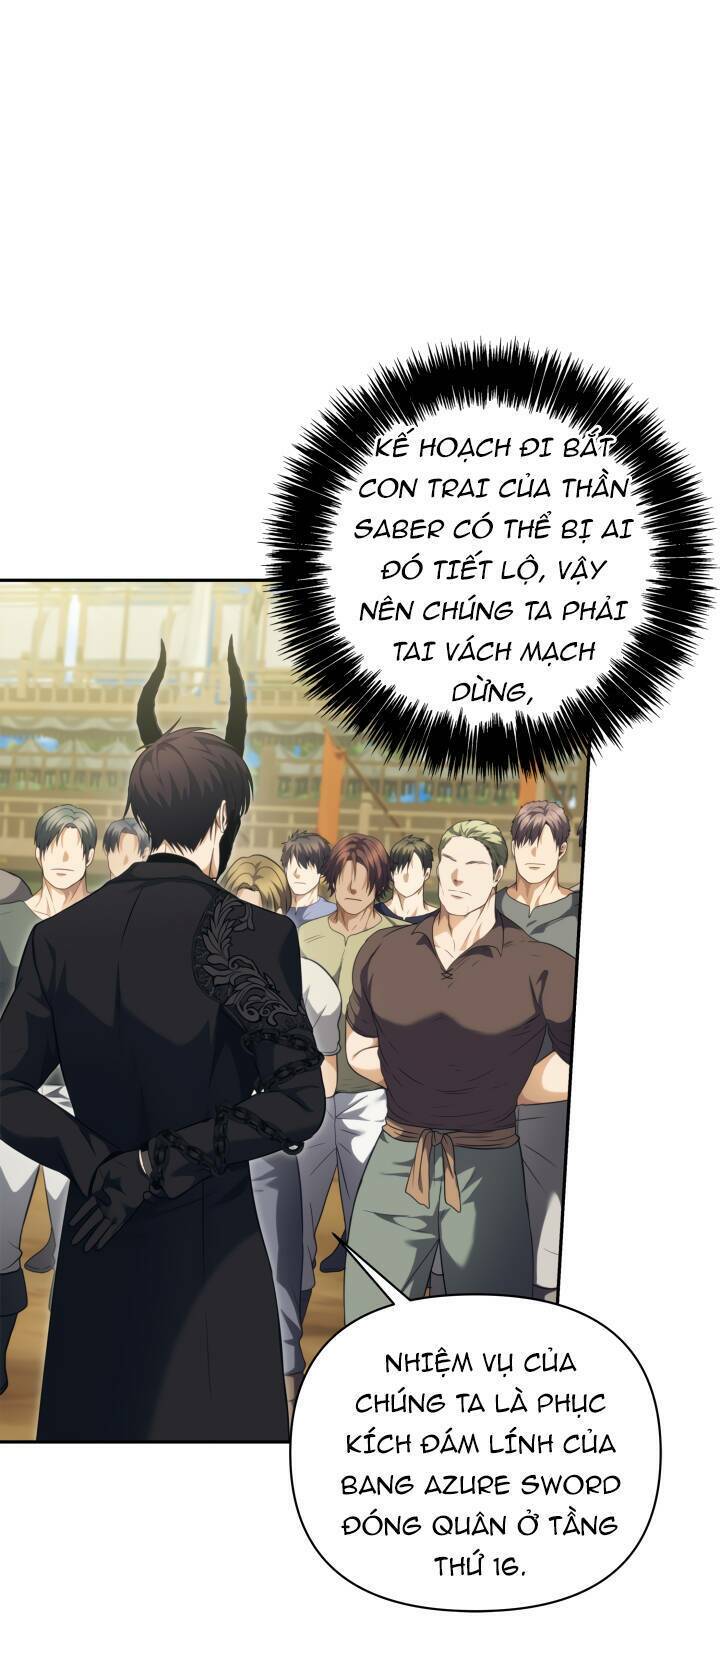 KẾ HOẠCH ĐI BẮT
CON TRAI CỦA THẦN
SABER CÓ THỂ BỊ AI
ĐÓ TIẾT LỘ, VẬY
NÊN CHÚNG TA PHẢI
TAI VÁCH MẠCH
DỪNG,
NHIỆM VỤ CỦA
CHÚNG TA LÀ PHỤC
KÍCH ĐÁM LÍNH CỦA
BANG AZURE SWORD
ĐÓNG QUÂN Ở TẦNG
THỨ 16.